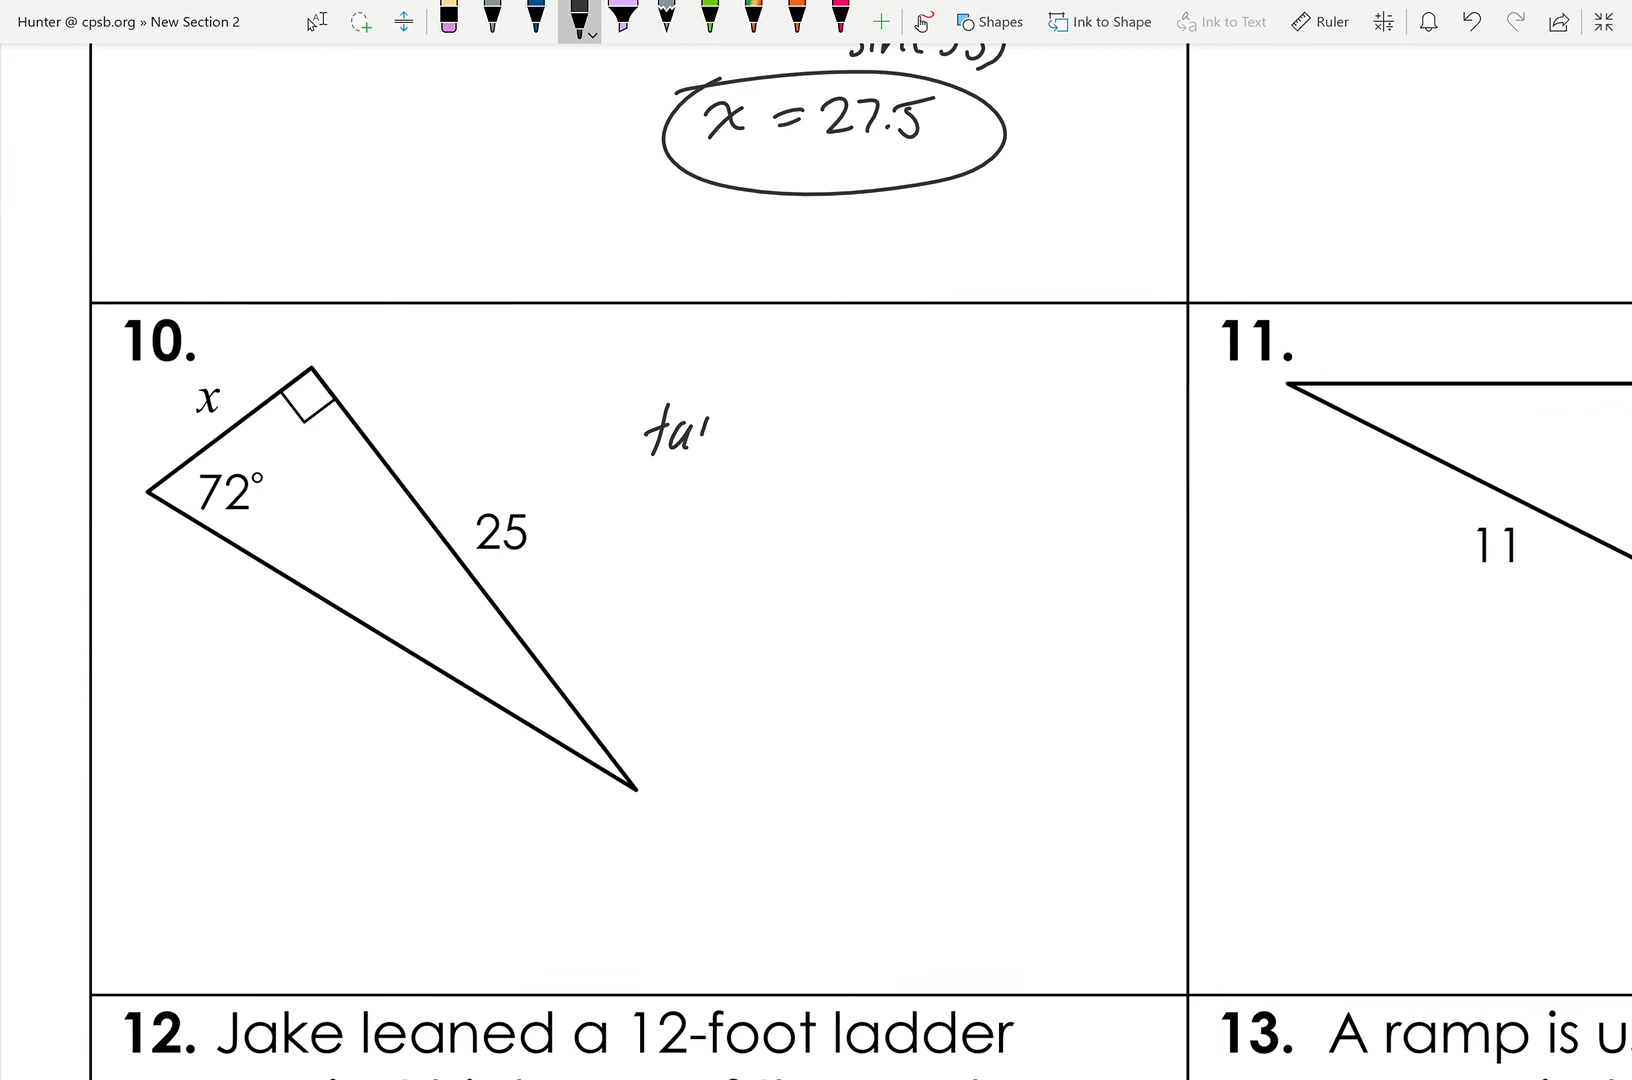 Hunter @ cpsb.org » New Section 2
Shapes
Ink to Shape
Ink to Text
Ruler
x = 27.5
10.
x
72°
25
11.
11
12. Jake leaned a 12-foot ladder
13. A ramp is